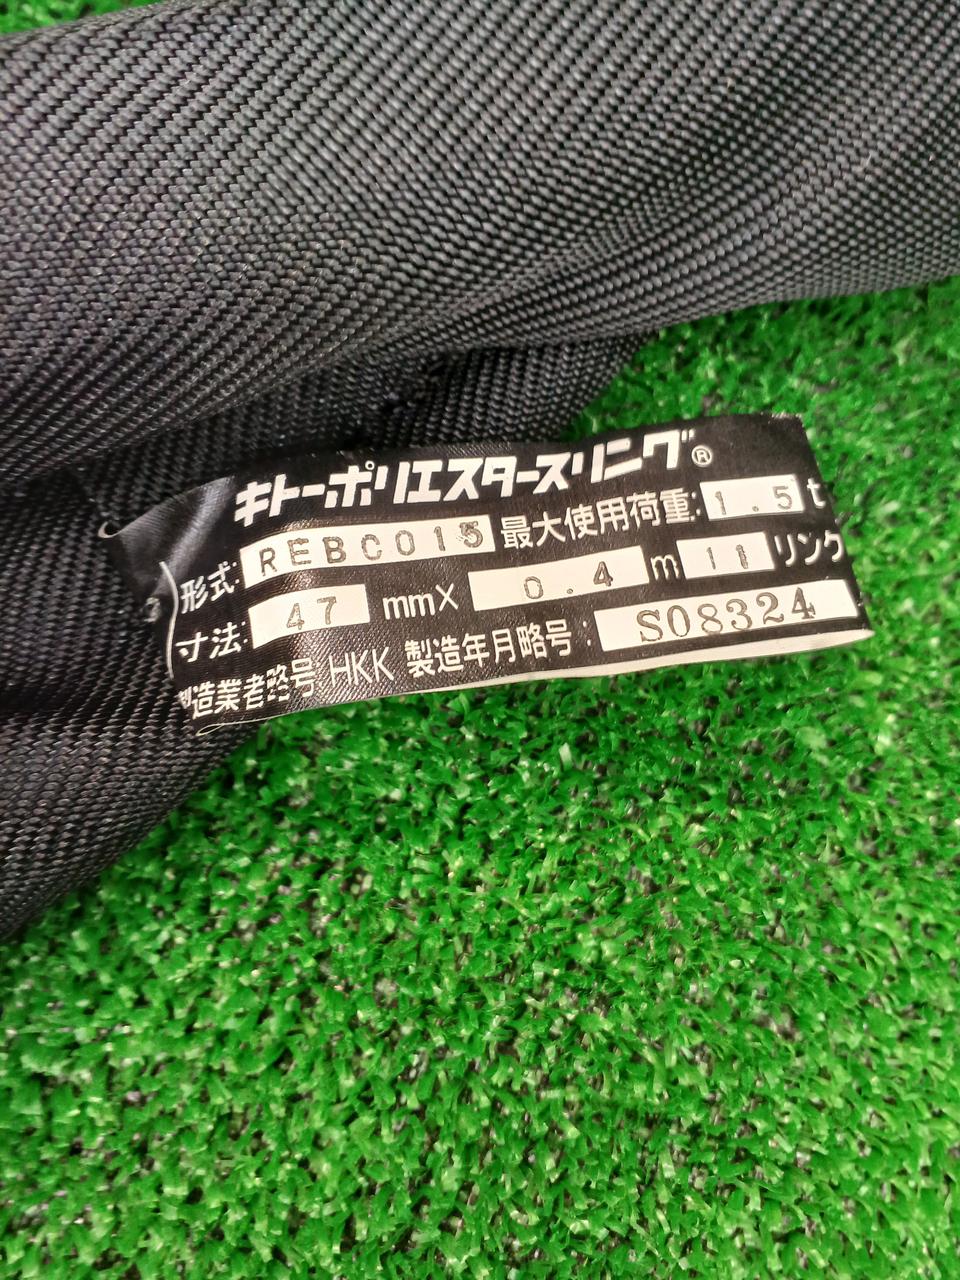 キトーポリエスタースリング®
形式: REBC015 最大使用荷重: 1.5 t
寸法: 47 mm× 0.4 m 11 リング
製造業者略号 HKK 製造年月略号: S08324